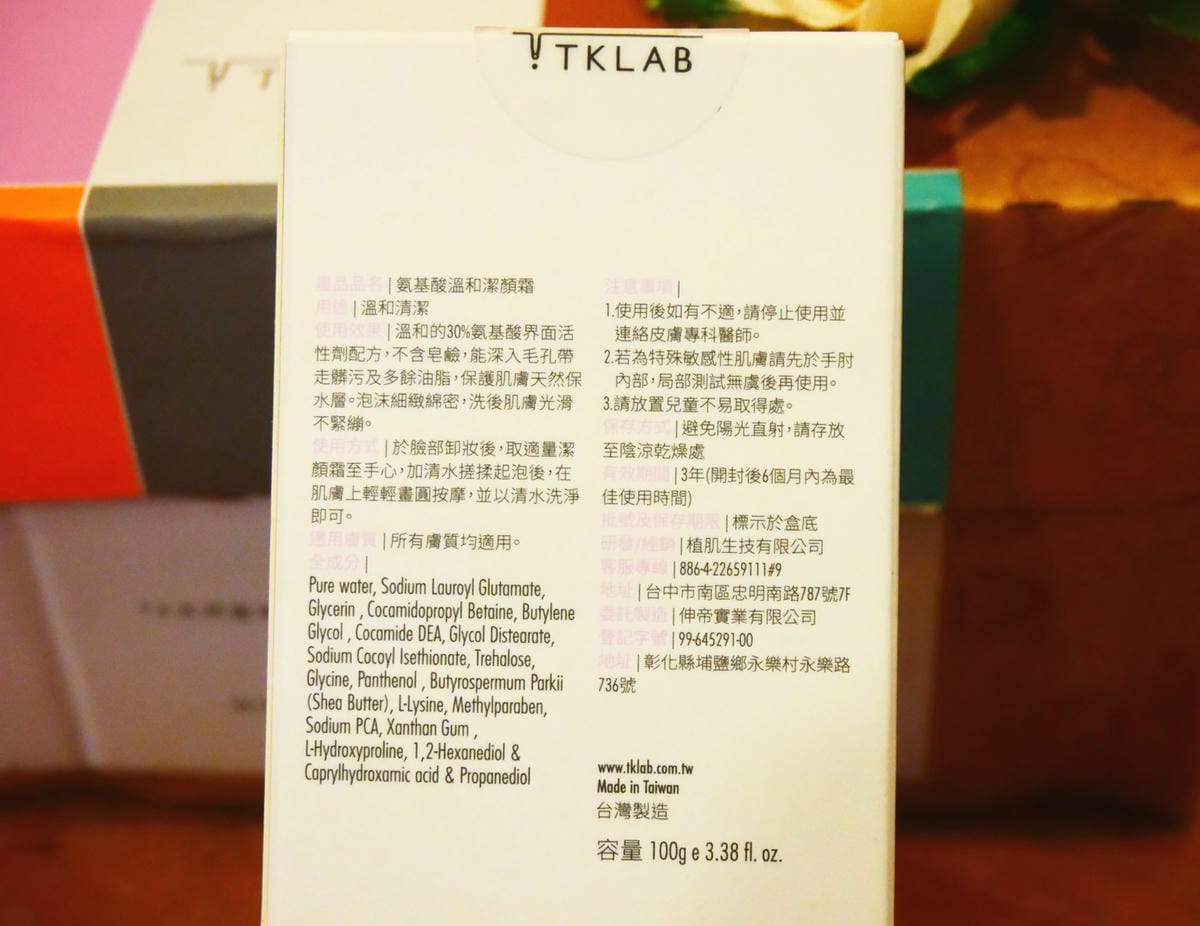 TKLAB
產品品名|氨基酸溫和潔顏霜
用途|溫和清潔
使用效果|溫和的30%氨基酸界面活
性劑配方,不含皂鹼,能深入毛孔帶
走髒污及多餘油脂,保護肌膚天然保
水層。泡沫細緻綿密,洗後肌膚光滑
不緊繃。
使用方式|於臉部卸妝後,取適量潔
顏霜至手心,加清水搓揉起泡後,在
肌膚上輕輕畫圓按摩,並以清水洗淨
即可。
適用膚質|所有膚質均適用。
全成分|
Pure water, Sodium Lauroyl Glutamate,
Glycerin , Cocamidopropyl Betaine, Butylene
Glycol , Cocamide DEA, Glycol Distearate,
Sodium Cocoyl Isethionate, Trehalose,
Glycine, Panthenol , Butyrospermum Parkii
(Shea Butter), L-Lysine, Methylparaben,
Sodium PCA, Xanthan Gum ,
L-Hydroxyproline, 1,2-Hexanediol &
Caprylhydroxamic acid & Propanediol
注意事項|
1.使用後如有不適,請停止使用並
連絡皮膚專科醫師。
2.若為特殊敏感性肌膚請先於手肘
內部,局部測試無虞後再使用。
3.請放置兒童不易取得處。
保存方式|避免陽光直射,請存放
至陰涼乾燥處
有效期間|3年(開封後6個月內為最
佳使用時間)
批號及保存期限|標示於盒底
研發/經銷|植肌生技有限公司
客服專線|886-4-22659111#9
地址|台中市南區忠明南路787號7F
委託製造|伸帝實業有限公司
登記字號|99-645291-00
地址|彰化縣埔鹽鄉永樂村永樂路
736號
www.tklab.com.tw
Made in Taiwan
台灣製造
容量 100g e 3.38 fl. oz.